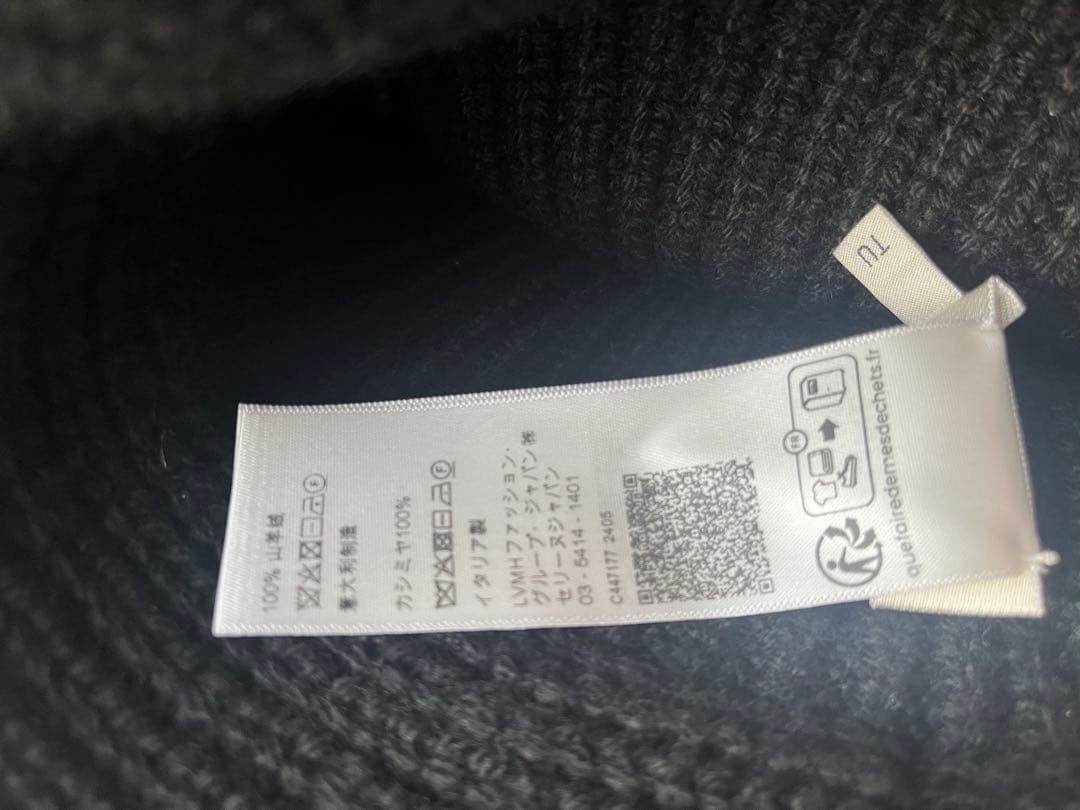 TU
quefairedemesdechets.fr
FR
C447177 2405
LVMHファッション・
グループ・ジャパン㈱
セリーヌジャパン
03 - 5414 - 1401
カシミヤ100%
イタリア製
100% 山羊绒
意大利制造